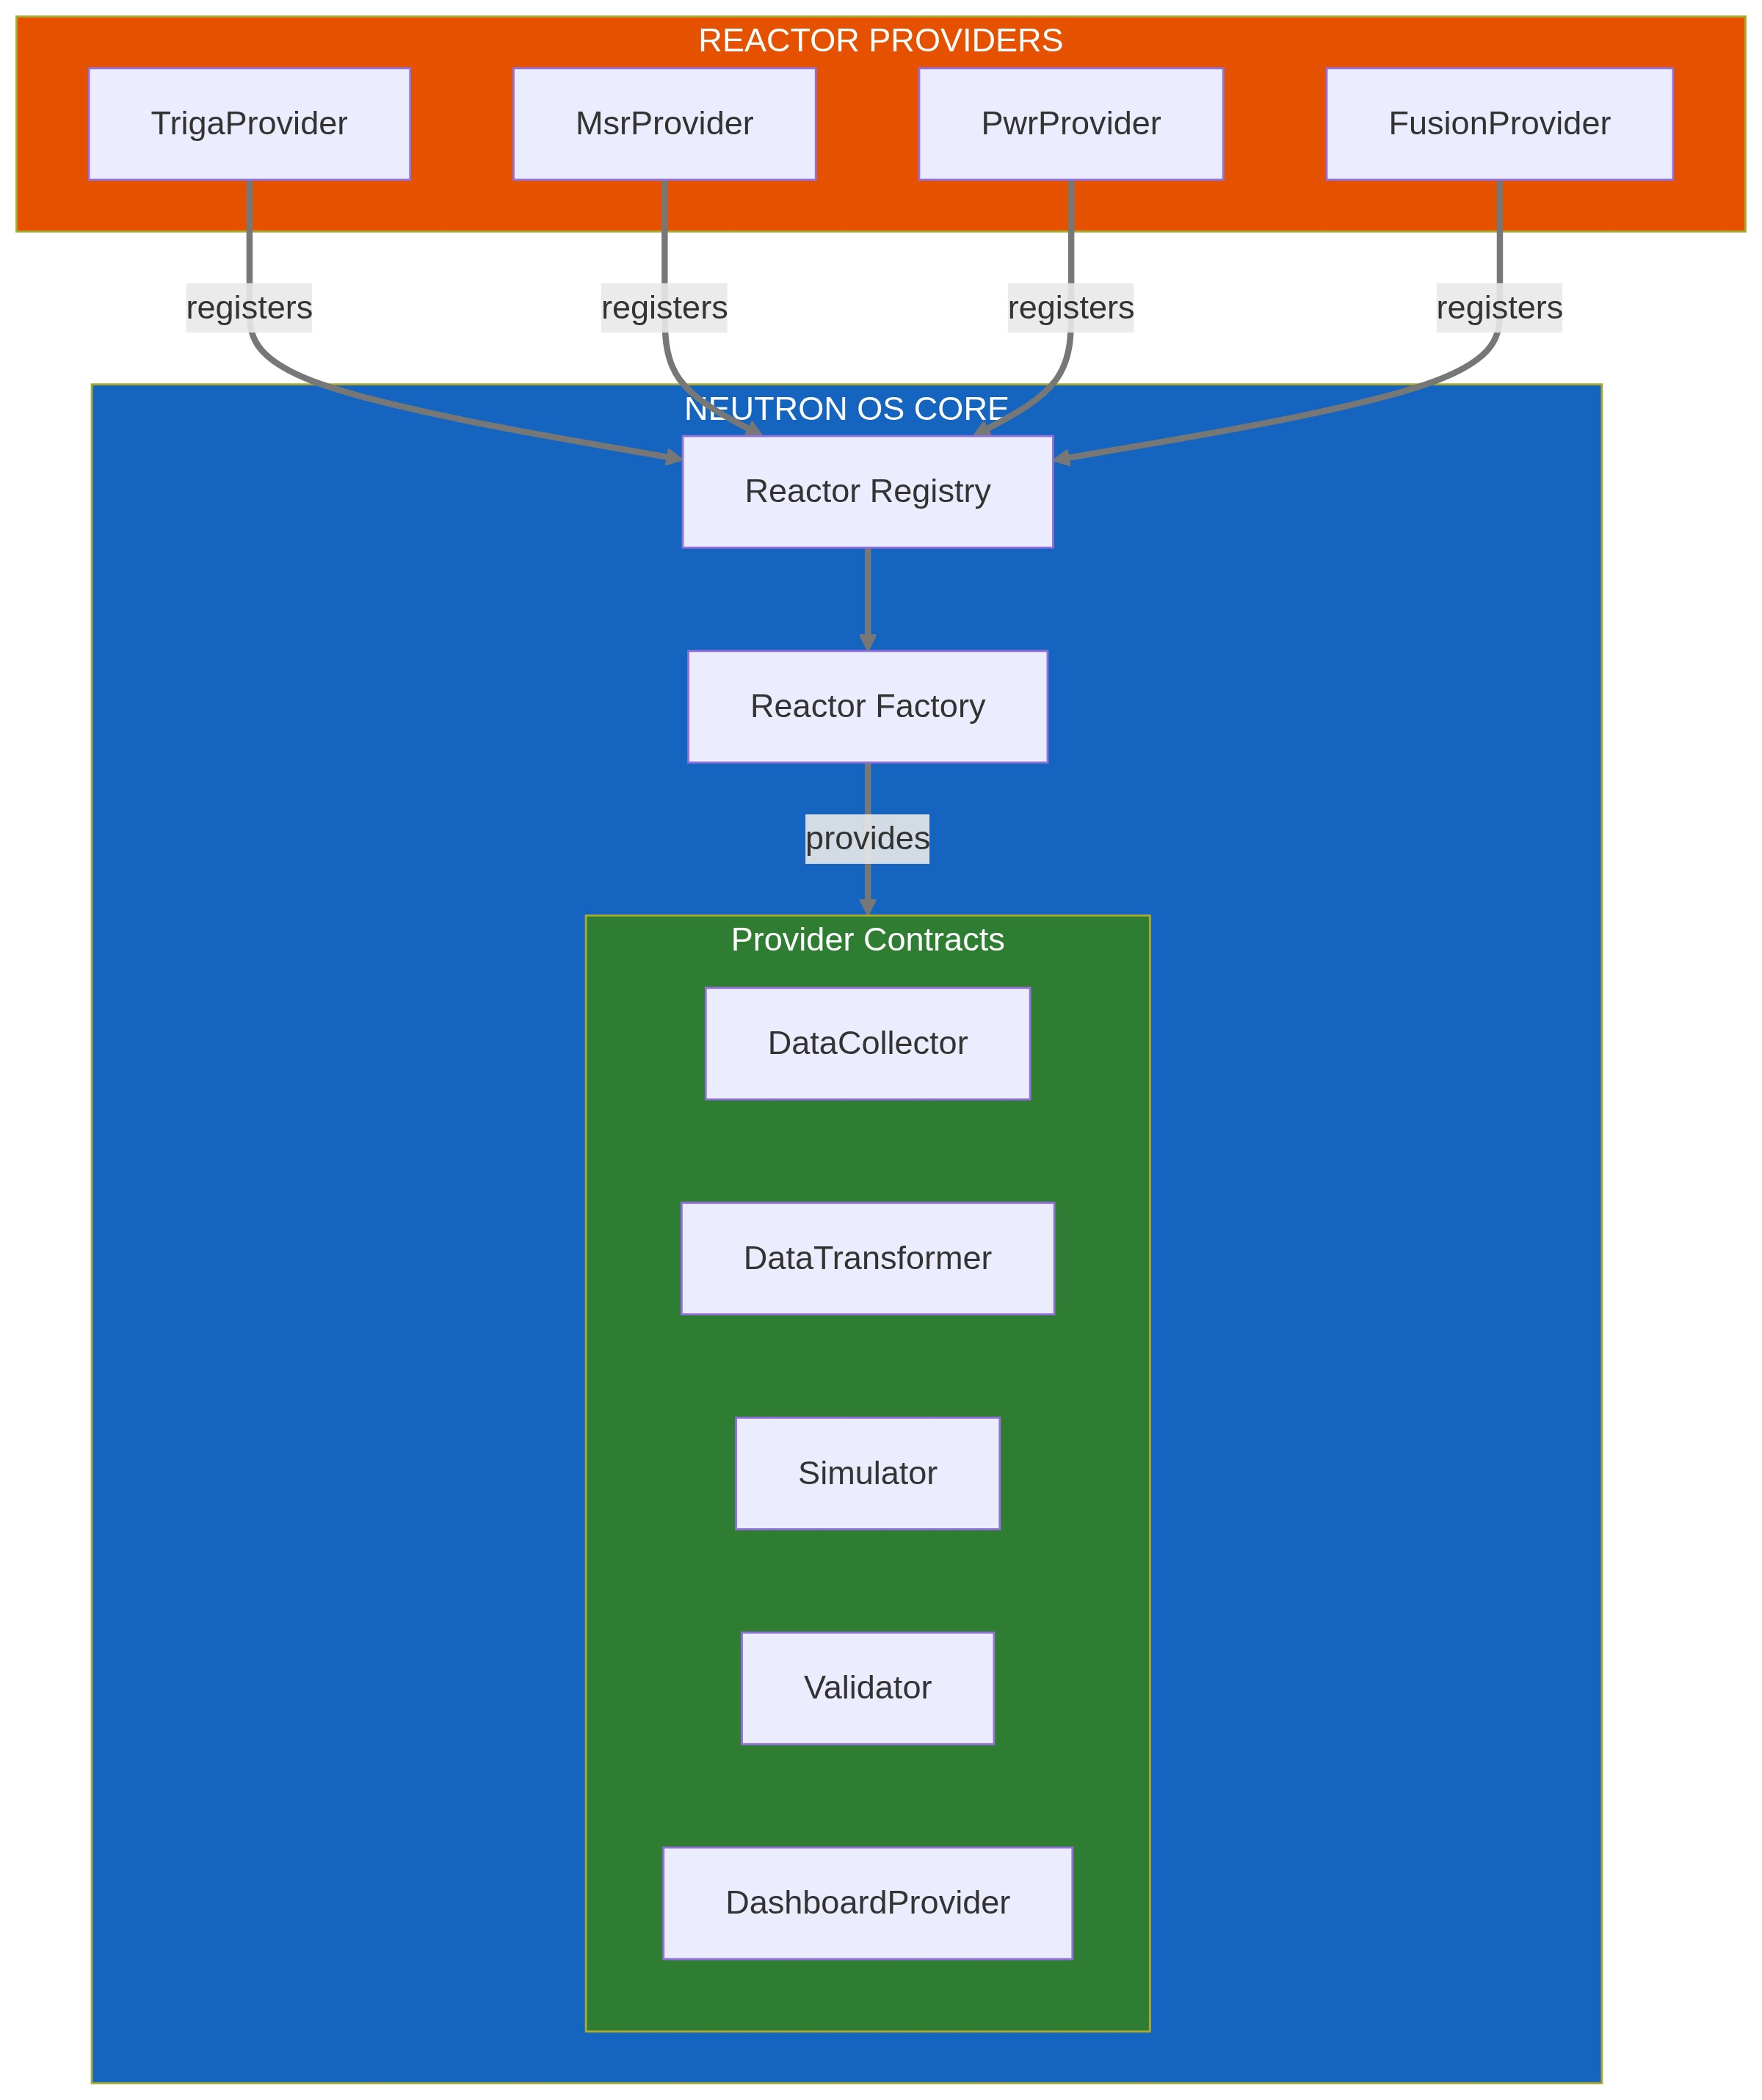 REACTOR PROVIDERS
TrigaProvider
MsrProvider
PwrProvider
FusionProvider
registers
registers
registers
registers
NEUTRON OS CORE
Reactor Registry
Reactor Factory
provides
Provider Contracts
DataCollector
DataTransformer
Simulator
Validator
DashboardProvider